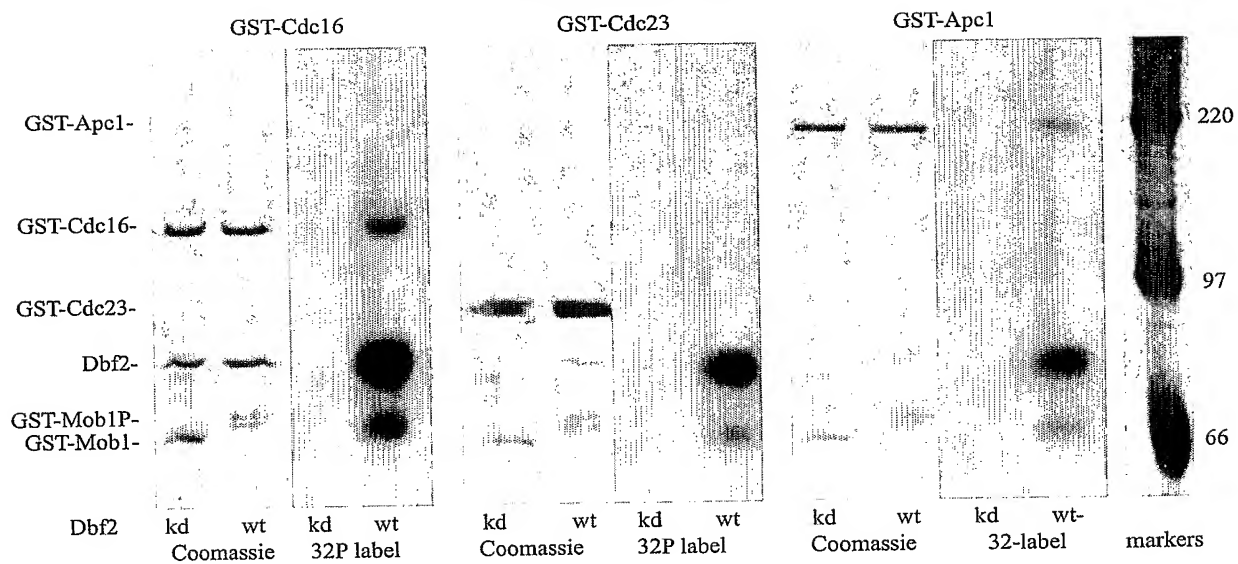 GST-Cdc16 GST-Cdc23 GST-Apc1
GST-Apc1- 220
GST-Cdc16-
97
GST-Cdc23-
Dbf2-
GST-Mob1P-
GST-Mob1- 66
Dbf2 kd wt kd wt kd wt kd wt kd wt kd wt-
Coomassie 32P label Coomassie 32P label Coomassie 32-label markers